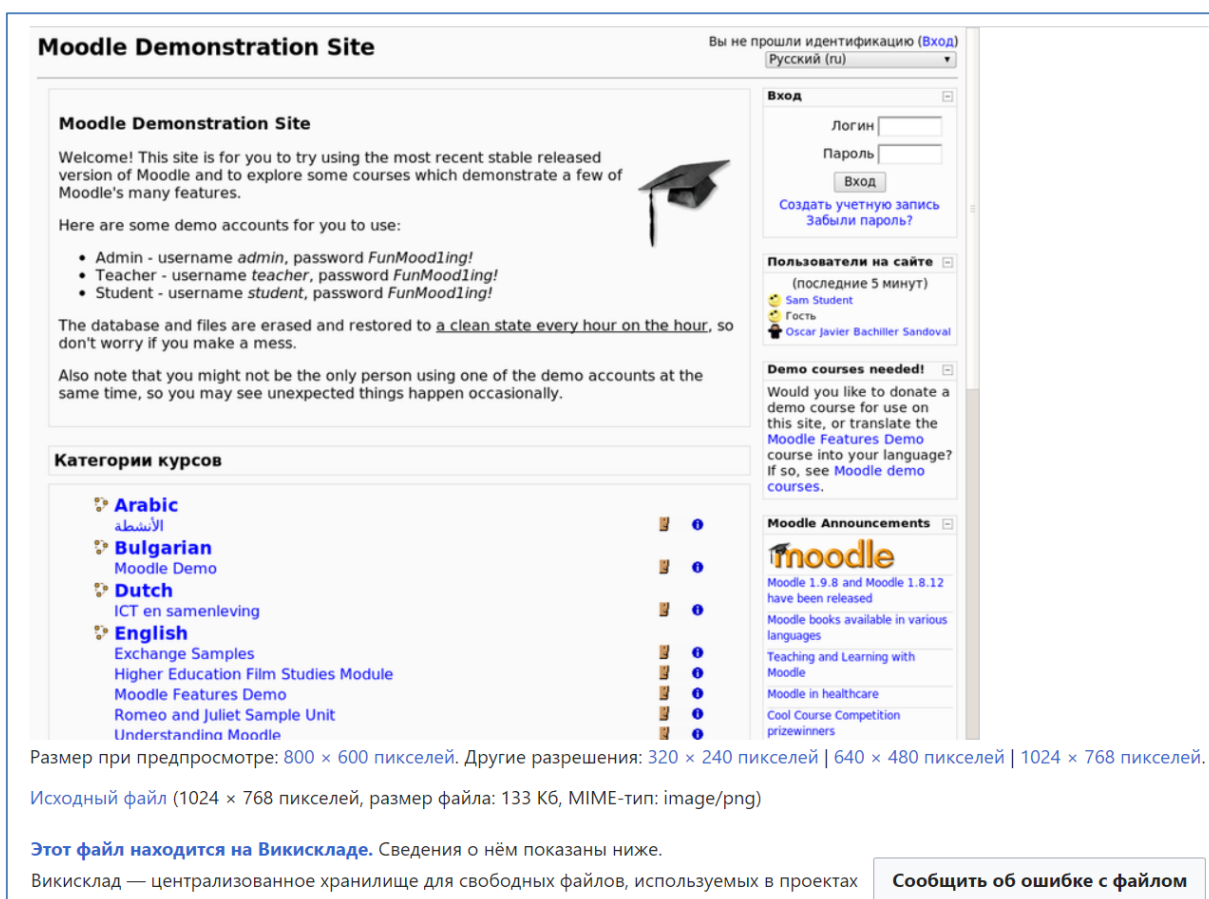 Moodle Demonstration Site
Вы не прошли идентификацию (Вход)
Русский (ru)
Moodle Demonstration Site
Welcome! This site is for you to try using the most recent stable released
version of Moodle and to explore some courses which demonstrate a few of
Moodle's many features.
Here are some demo accounts for you to use:
• Admin - username admin, password FunMood1ing!
• Teacher - username teacher, password FunMood1ing!
• Student - username student, password FunMood1ing!
The database and files are erased and restored to a clean state every hour on the hour, so
don't worry if you make a mess.
Also note that you might not be the only person using one of the demo accounts at the
same time, so you may see unexpected things happen occasionally.
Категории курсов
Arabic
الأنشطة
Bulgarian
Moodle Demo
Dutch
ICT en samenleving
English
Exchange Samples
Higher Education Film Studies Module
Moodle Features Demo
Romeo and Juliet Sample Unit
Understanding Moodle
Вход
Логин
Пароль
Вход
Создать учетную запись
Забыли пароль?
Пользователи на сайте
(последние 5 минут)
Sam Student
Гость
Oscar Javier Bachiller Sandoval
Demo courses needed!
Would you like to donate a
demo course for use on
this site, or translate the
Moodle Features Demo
course into your language?
If so, see Moodle demo
courses.
Moodle Announcements
moodle
Moodle 1.9.8 and Moodle 1.8.12
have been released
Moodle books available in various
languages
Teaching and Learning with
Moodle
Moodle in healthcare
Cool Course Competition
prizewinners
Размер при предпросмотре: 800 × 600 пикселей. Другие разрешения: 320 × 240 пикселей | 640 × 480 пикселей | 1024 × 768 пикселей.
Исходный файл (1024 × 768 пикселей, размер файла: 133 Кб, MIME-тип: image/png)
Этот файл находится на Викискладе. Сведения о нём показаны ниже.
Викисклад — централизованное хранилище для свободных файлов, используемых в проектах
Сообщить об ошибке с файлом